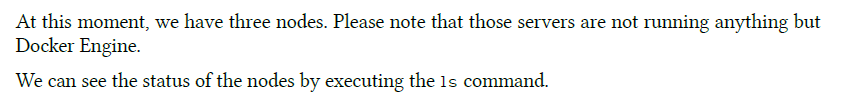 At this moment, we have three nodes. Please note that those servers are not running anything but
Docker Engine.
We can see the status of the nodes by executing the ls command.